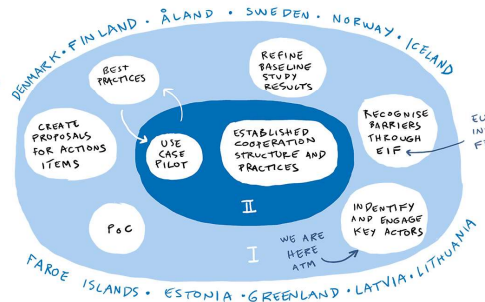 DENMARK · FINLAND · ÅLAND · SWEDEN · NORWAY · ICELAND
BEST
PRACTICES
REFINE
BASELINE
STUDY
RESULTS
CREATE
PROPOSALS
FOR ACTIONS
ITEMS
USE
CASE
PILOT
ESTABLISHED
COOPERATION
STRUCTURE AND
PRACTICES
RECOGNISE
BARRIERS
THROUGH
EIF
II
POC
I
WE ARE
HERE
ATM
INDENTIFY
AND ENGAGE
KEY ACTORS
FAROE ISLANDS · ESTONIA · GREENLAND · LATVIA · LITHUANIA